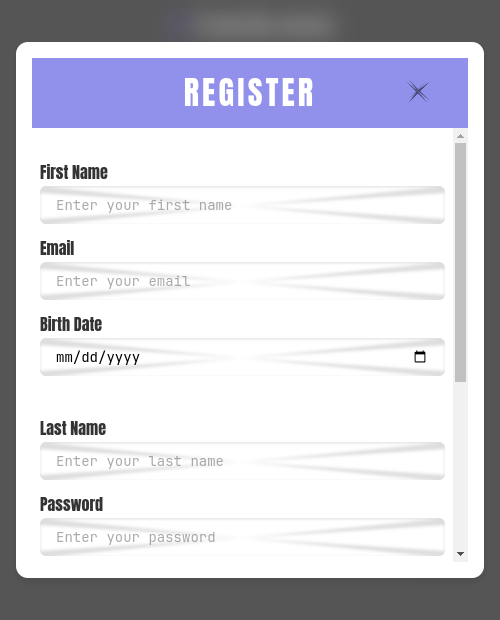 REGISTER
First Name
Enter your first name
Email
Enter your email
Birth Date
mm/dd/yyyy
Last Name
Enter your last name
Password
Enter your password